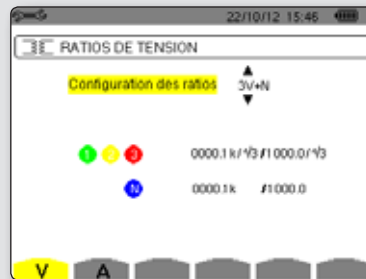 22/10/12 15:46
RATIOS DE TENSION
Configuration des ratios 3V+N
1 2 3 0000.1 k/√3 /1000.0/√3
N 0000.1k /1000.0
V A